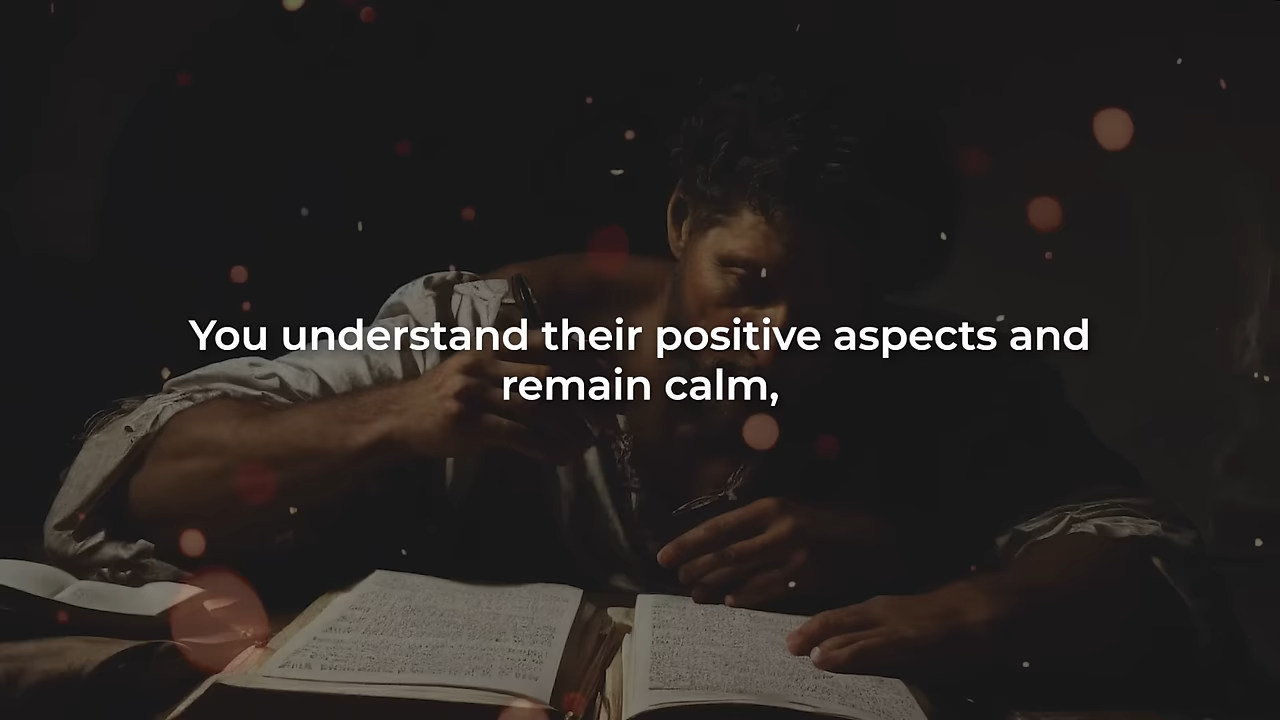 You understand their positive aspects and
remain calm,